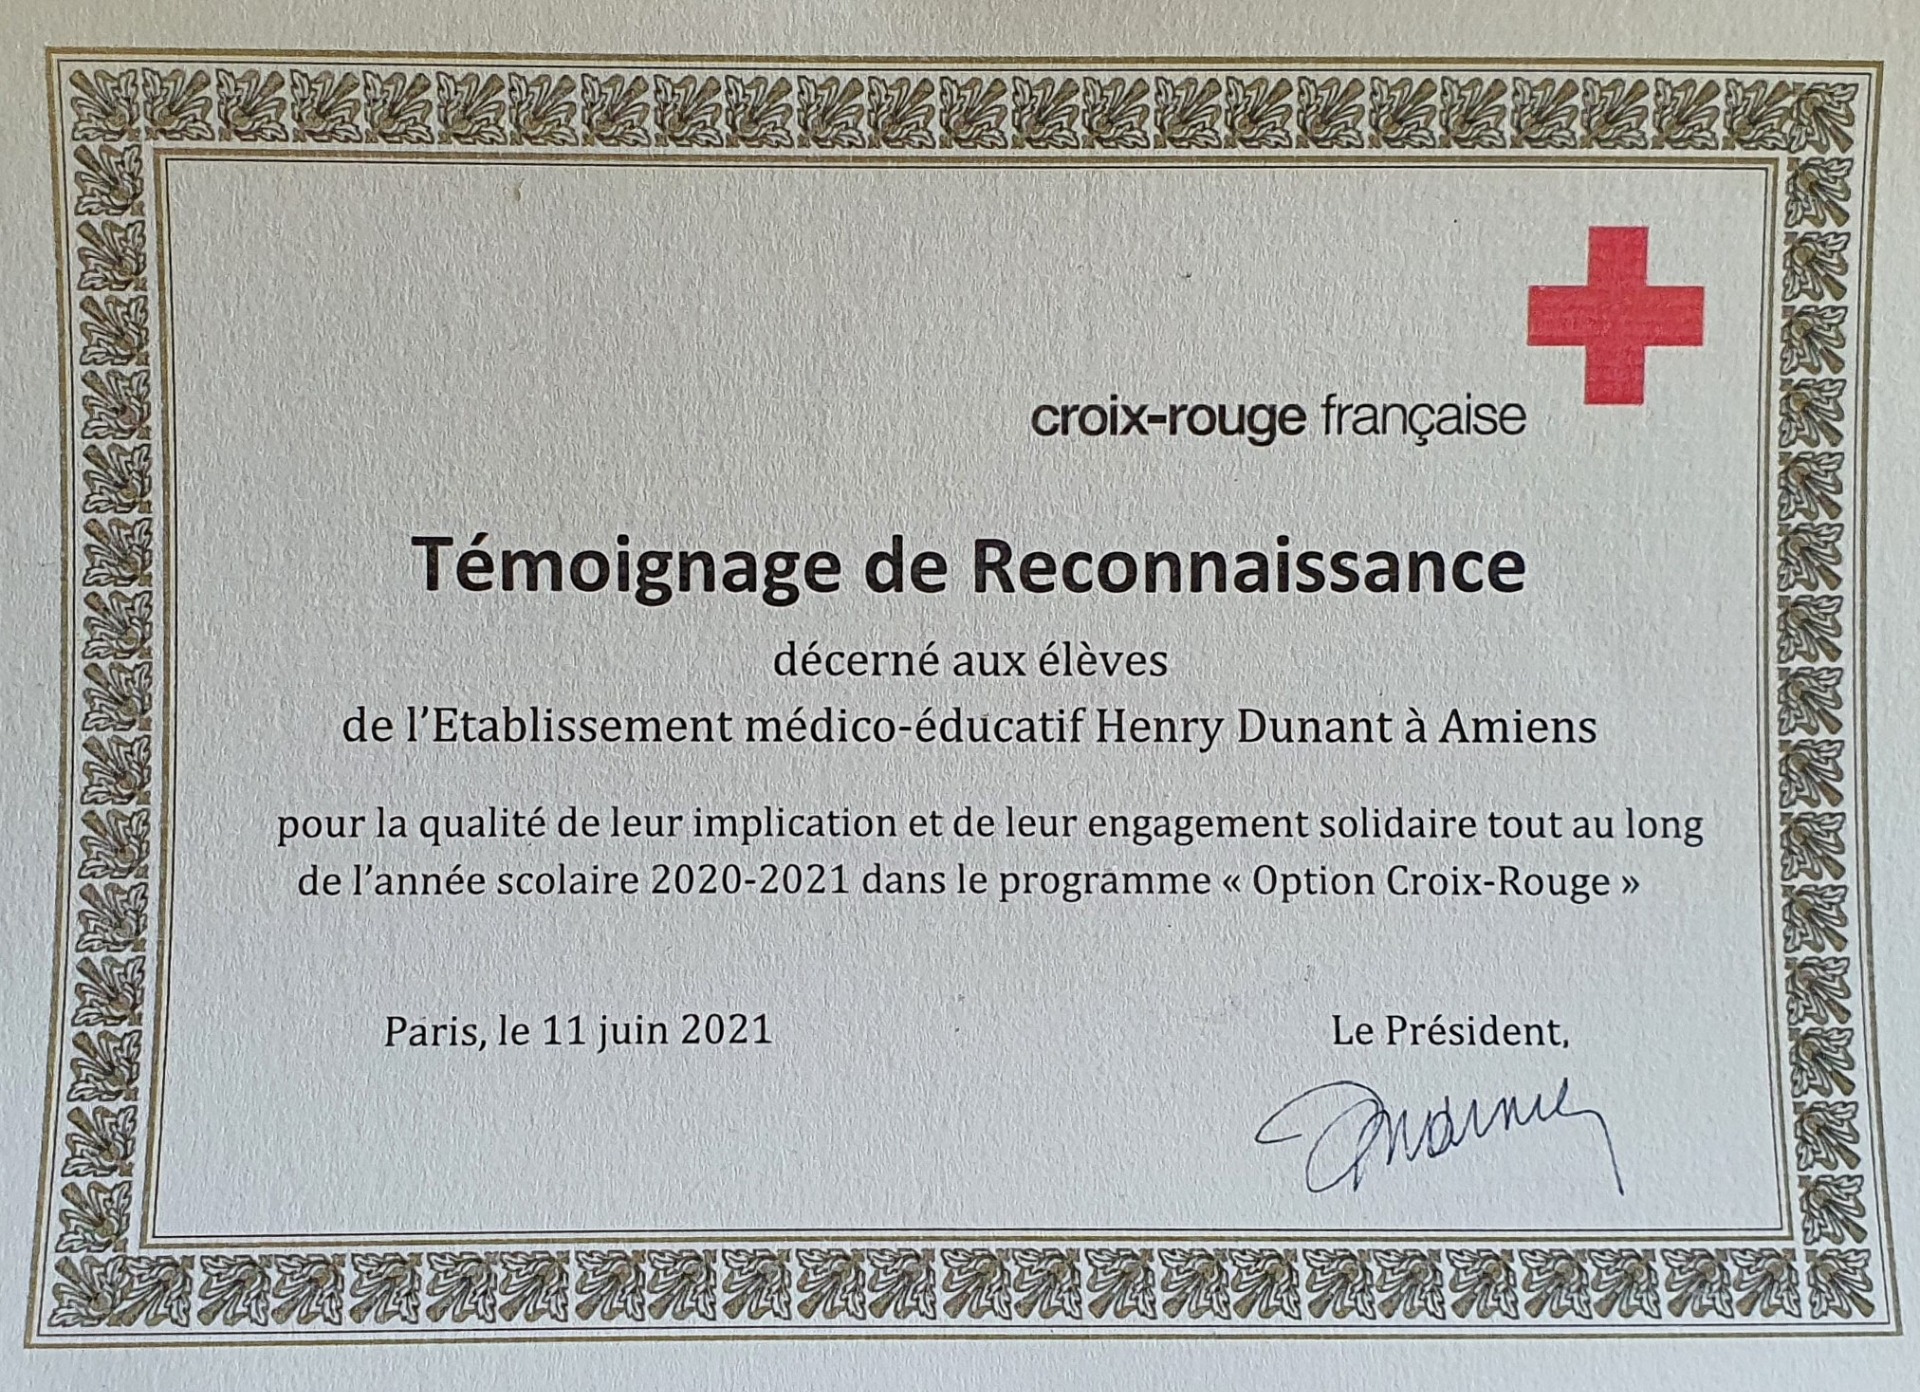 croix-rouge française
Témoignage de Reconnaissance
décerné aux élèves
de l'Etablissement médico-éducatif Henry Dunant à Amiens
pour la qualité de leur implication et de leur engagement solidaire tout au long
de l'année scolaire 2020-2021 dans le programme « Option Croix-Rouge »
Paris, le 11 juin 2021
Le Président,